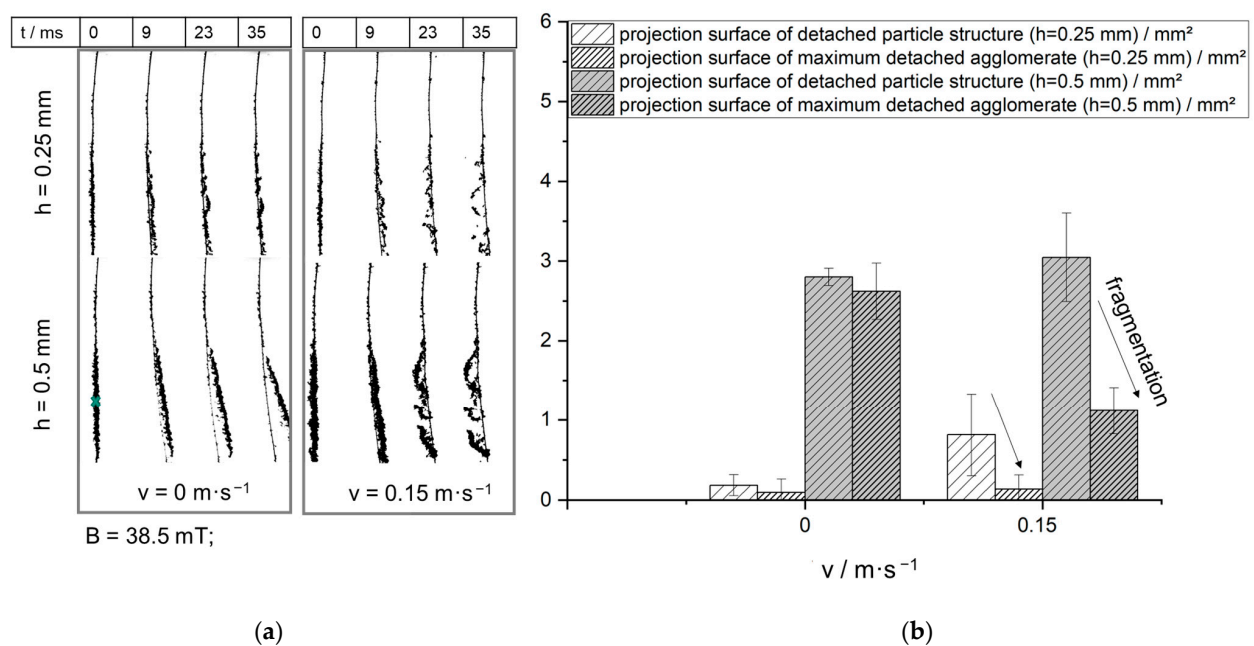 t / ms 0 9 23 35 0 9 23 35
h = 0.25 mm
h = 0.5 mm
v = 0 m·s⁻¹
v = 0.15 m·s⁻¹
B = 38.5 mT;
(a)
projection surface of detached particle structure (h=0.25 mm) / mm²
projection surface of maximum detached agglomerate (h=0.25 mm) / mm²
projection surface of detached particle structure (h=0.5 mm) / mm²
projection surface of maximum detached agglomerate (h=0.5 mm) / mm²
6
5
4
3
2
1
0
fragmentation
0 0.15
v / m·s⁻¹
(b)